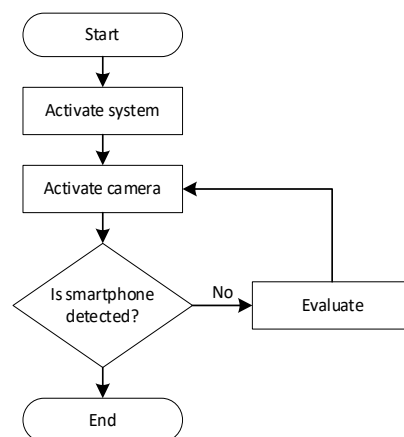 Start
Activate system
Activate camera
Is smartphone
detected?
No
Evaluate
End